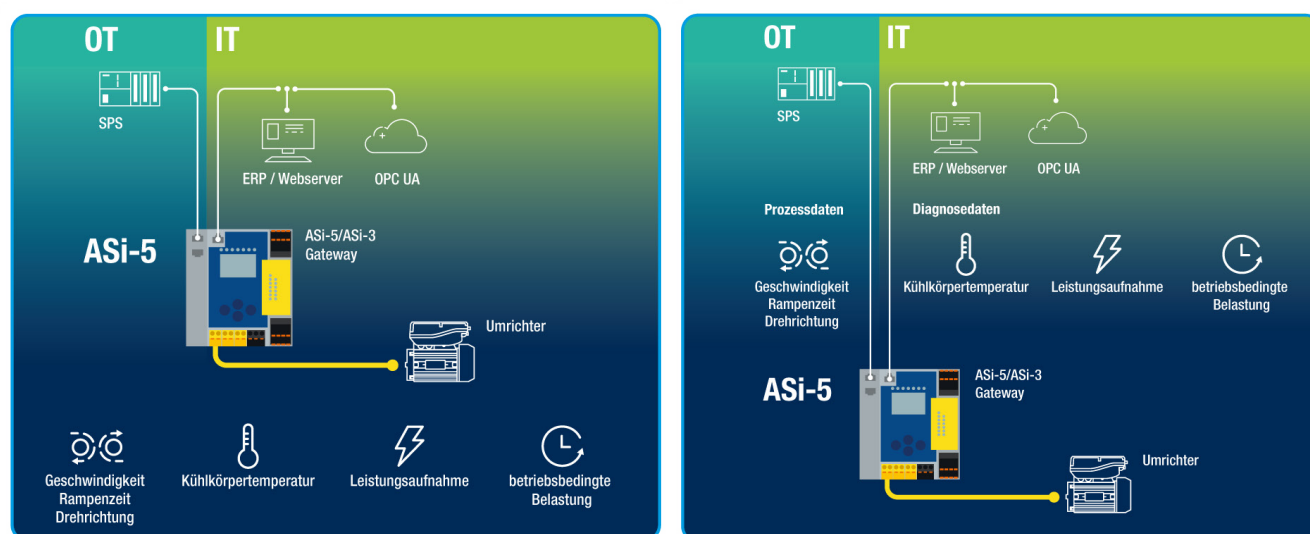 OT
IT
SPS
ERP / Webserver
OPC UA
ASi-5
ASi-5/ASi-3
Gateway
Umrichter
Geschwindigkeit
Rampenzeit
Drehrichtung
Kühlkörpertemperatur
Leistungsaufnahme
betriebsbedingte
Belastung
OT
IT
SPS
ERP / Webserver
OPC UA
Prozessdaten
Diagnosedaten
Geschwindigkeit
Rampenzeit
Drehrichtung
Kühlkörpertemperatur
Leistungsaufnahme
betriebsbedingte
Belastung
ASi-5
ASi-5/ASi-3
Gateway
Umrichter